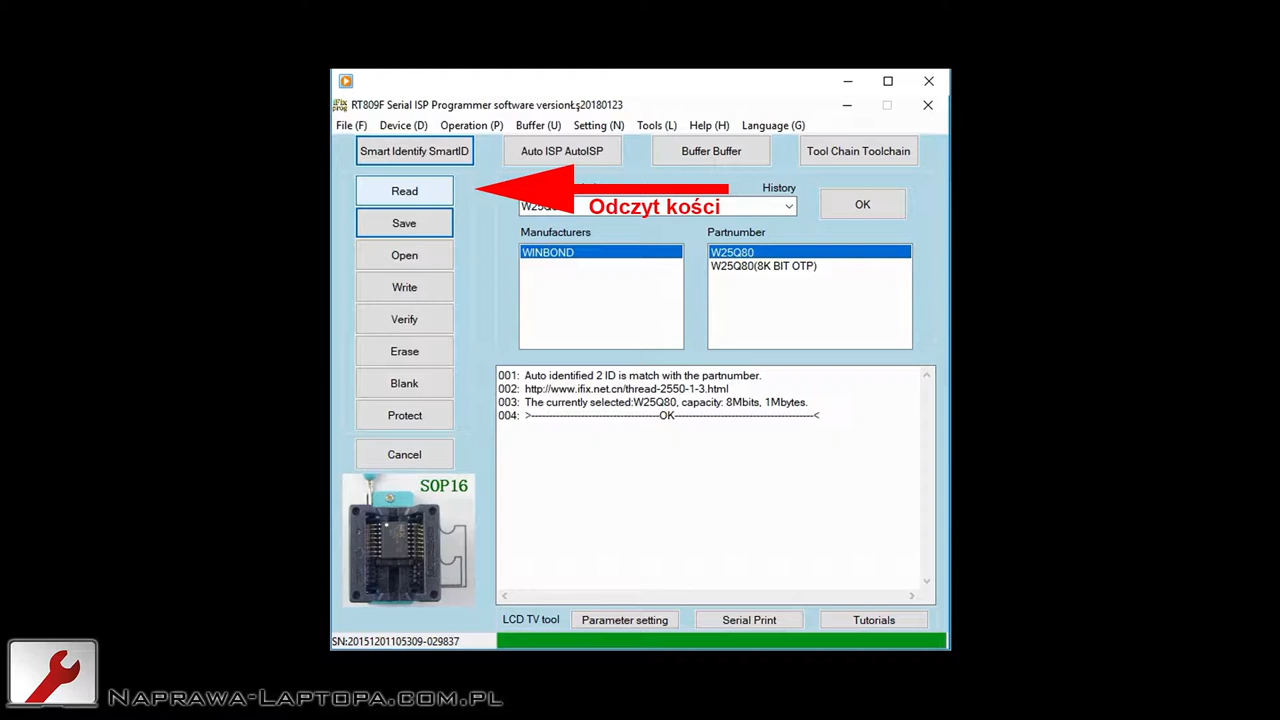 RT809F Serial ISP Programmer software versionŁş20180123
File (F) Device (D) Operation (P) Buffer (U) Setting (N) Tools (L) Help (H) Language (G)
Smart Identify SmartID
Auto ISP AutoISP
Buffer Buffer
Tool Chain Toolchain
Read
Save
Open
Write
Verify
Erase
Blank
Protect
Cancel
Odczyt kości
History
OK
Manufacturers
WINBOND
Partnumber
W25Q80
W25Q80(8K BIT OTP)
001: Auto identified 2 ID is match with the partnumber.
002: http://www.ifix.net.cn/thread-2550-1-3.html
003: The currently selected:W25Q80, capacity: 8Mbits, 1Mbytes.
004: >------------------------------------OK---------------------------------------<
SOP16
LCD TV tool
Parameter setting
Serial Print
Tutorials
SN:20151201105309-029837
Naprawa-Laptopa.com.pl